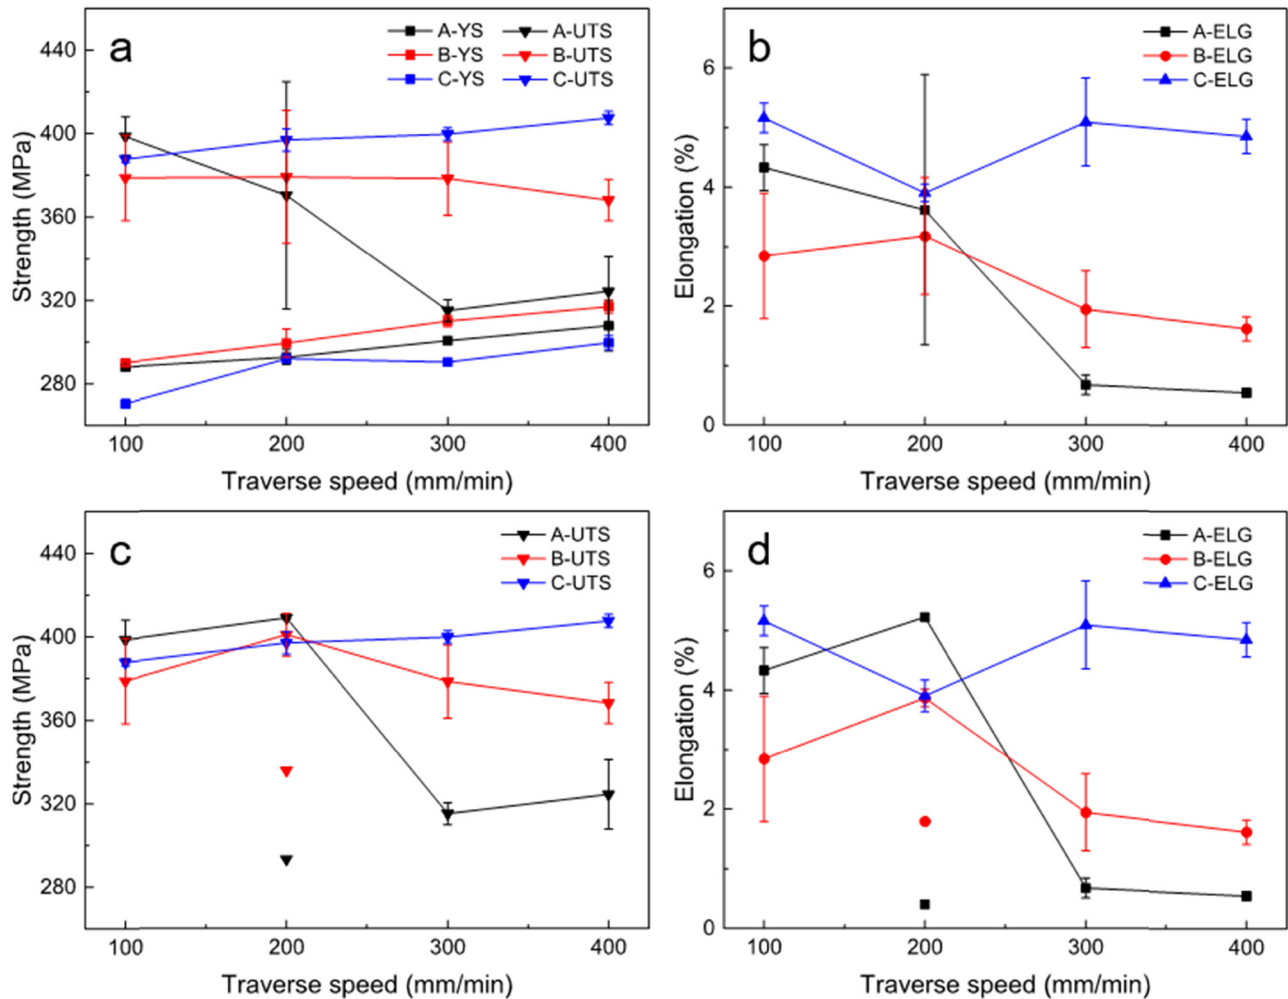 a
A-YS
A-UTS
B-YS
B-UTS
C-YS
C-UTS
440
400
360
320
280
Strength (MPa)
100
200
300
400
Traverse speed (mm/min)
b
A-ELG
B-ELG
C-ELG
6
4
2
0
Elongation (%)
100
200
300
400
Traverse speed (mm/min)
c
A-UTS
B-UTS
C-UTS
440
400
360
320
280
Strength (MPa)
100
200
300
400
Traverse speed (mm/min)
d
A-ELG
B-ELG
C-ELG
6
4
2
0
Elongation (%)
100
200
300
400
Traverse speed (mm/min)